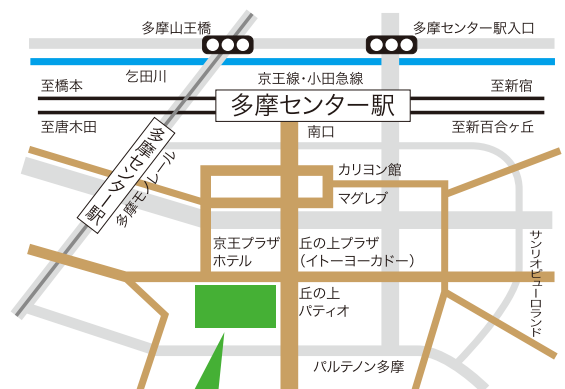 多摩山王橋
多摩センター駅入口
乞田川
京王線・小田急線
至橋本
至新宿
多摩センター駅
至唐木田
南口
至新百合ヶ丘
多摩センター駅
多摩モノレール
カリヨン館
マグレブ
京王プラザ
ホテル
丘の上プラザ
（イトーヨーカドー）
サンリオピューロランド
丘の上
パティオ
パルテノン多摩